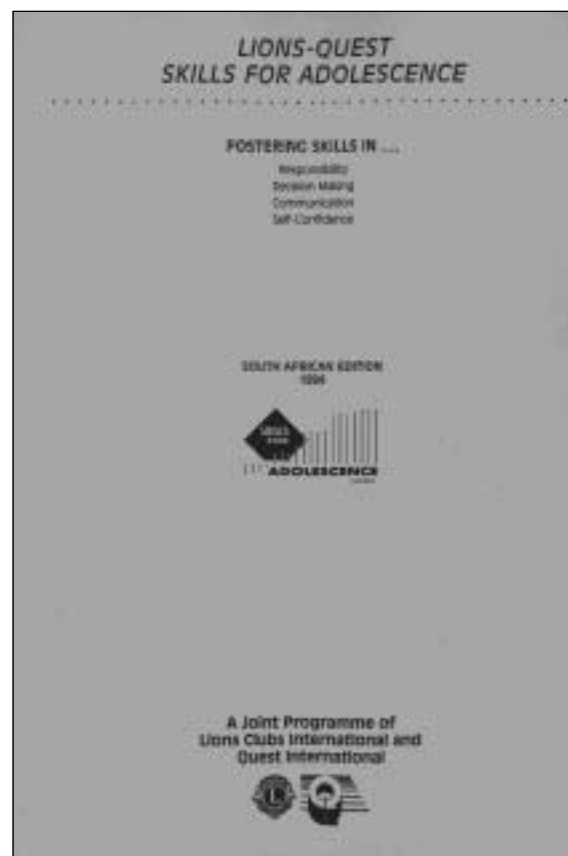 LIONS-QUEST
SKILLS FOR ADOLESCENCE
FOSTERING SKILLS IN ....
Responsibility
Decision Making
Communication
Self-Confidence
SOUTH AFRICAN EDITION
SKILLS
ADOLESCENCE
A Joint Programme of
Lions Clubs International and
Quest International
L